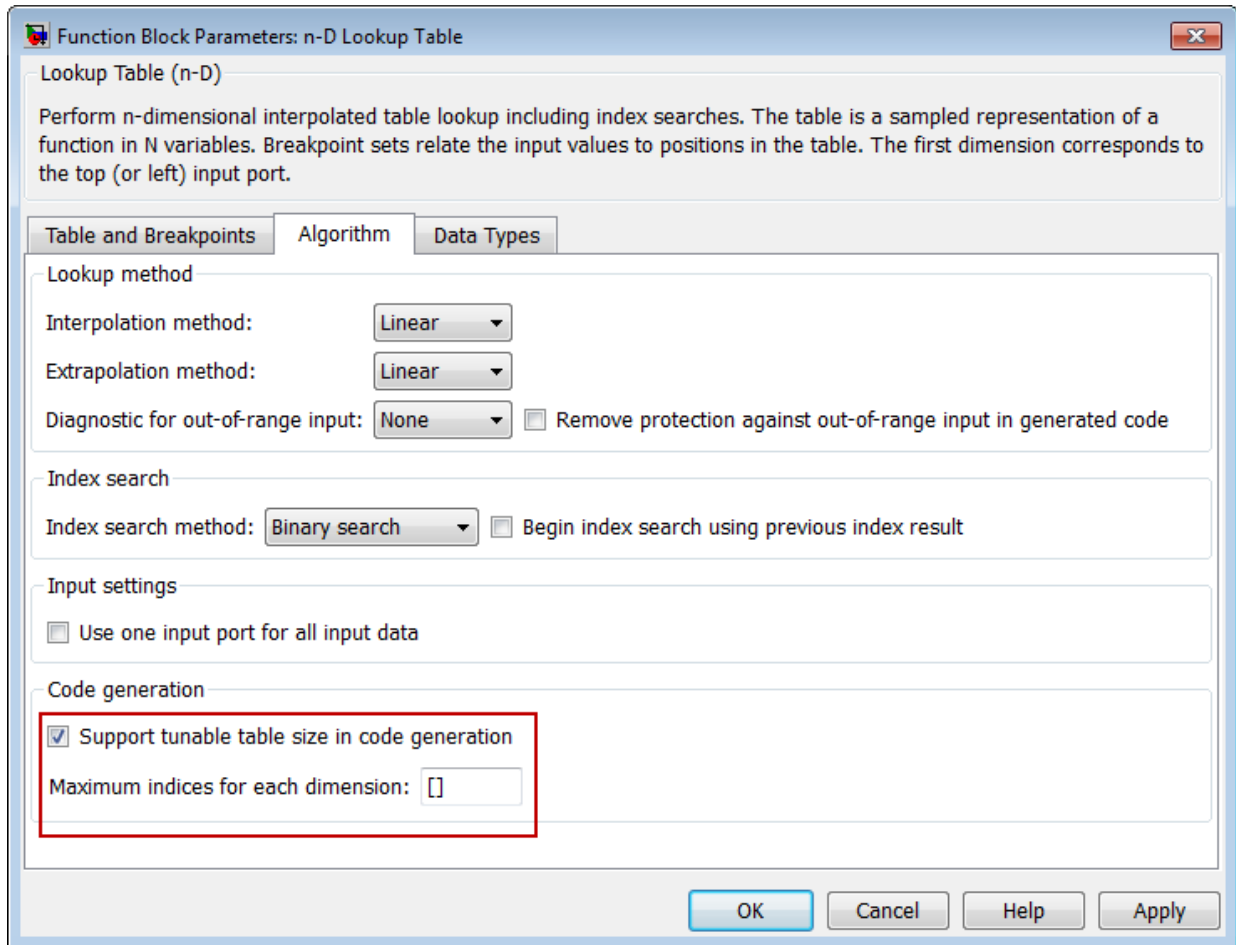 Function Block Parameters: n-D Lookup Table
Lookup Table (n-D)
Perform n-dimensional interpolated table lookup including index searches. The table is a sampled representation of a
function in N variables. Breakpoint sets relate the input values to positions in the table. The first dimension corresponds to
the top (or left) input port.
Table and Breakpoints Algorithm Data Types
Lookup method
Interpolation method: Linear
Extrapolation method: Linear
Diagnostic for out-of-range input: None Remove protection against out-of-range input in generated code
Index search
Index search method: Binary search Begin index search using previous index result
Input settings
Use one input port for all input data
Code generation
Support tunable table size in code generation
Maximum indices for each dimension: []
OK Cancel Help Apply